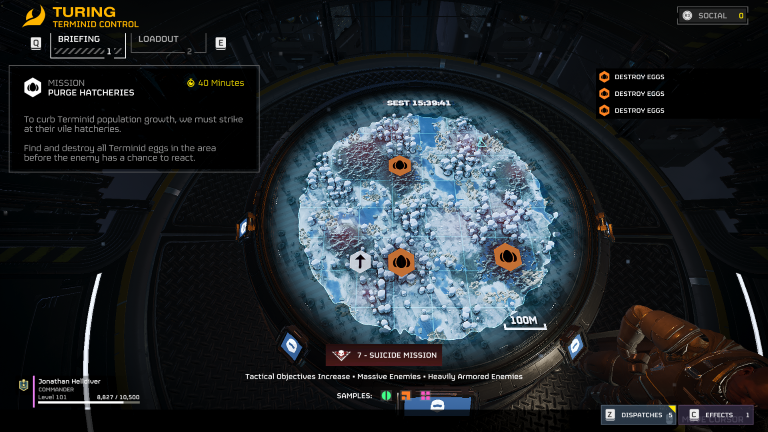 TURING
TERMINID CONTROL
SOCIAL 0
Q BRIEFING 1 LOADOUT 2 E
MISSION
PURGE HATCHERIES
40 Minutes
To curb Terminid population growth, we must strike
at their vile hatcheries.
Find and destroy all Terminid eggs in the area
before the enemy has a chance to react.
DESTROY EGGS
DESTROY EGGS
DESTROY EGGS
SEST 15:39:41
100M
7 - SUICIDE MISSION
Tactical Objectives Increase • Massive Enemies • Heavily Armored Enemies
SAMPLES:
Jonathan Helldiver
COMMANDER
Level 101 8,827 / 10,500
Z DISPATCHES 5 C EFFECTS 1
CURSOR